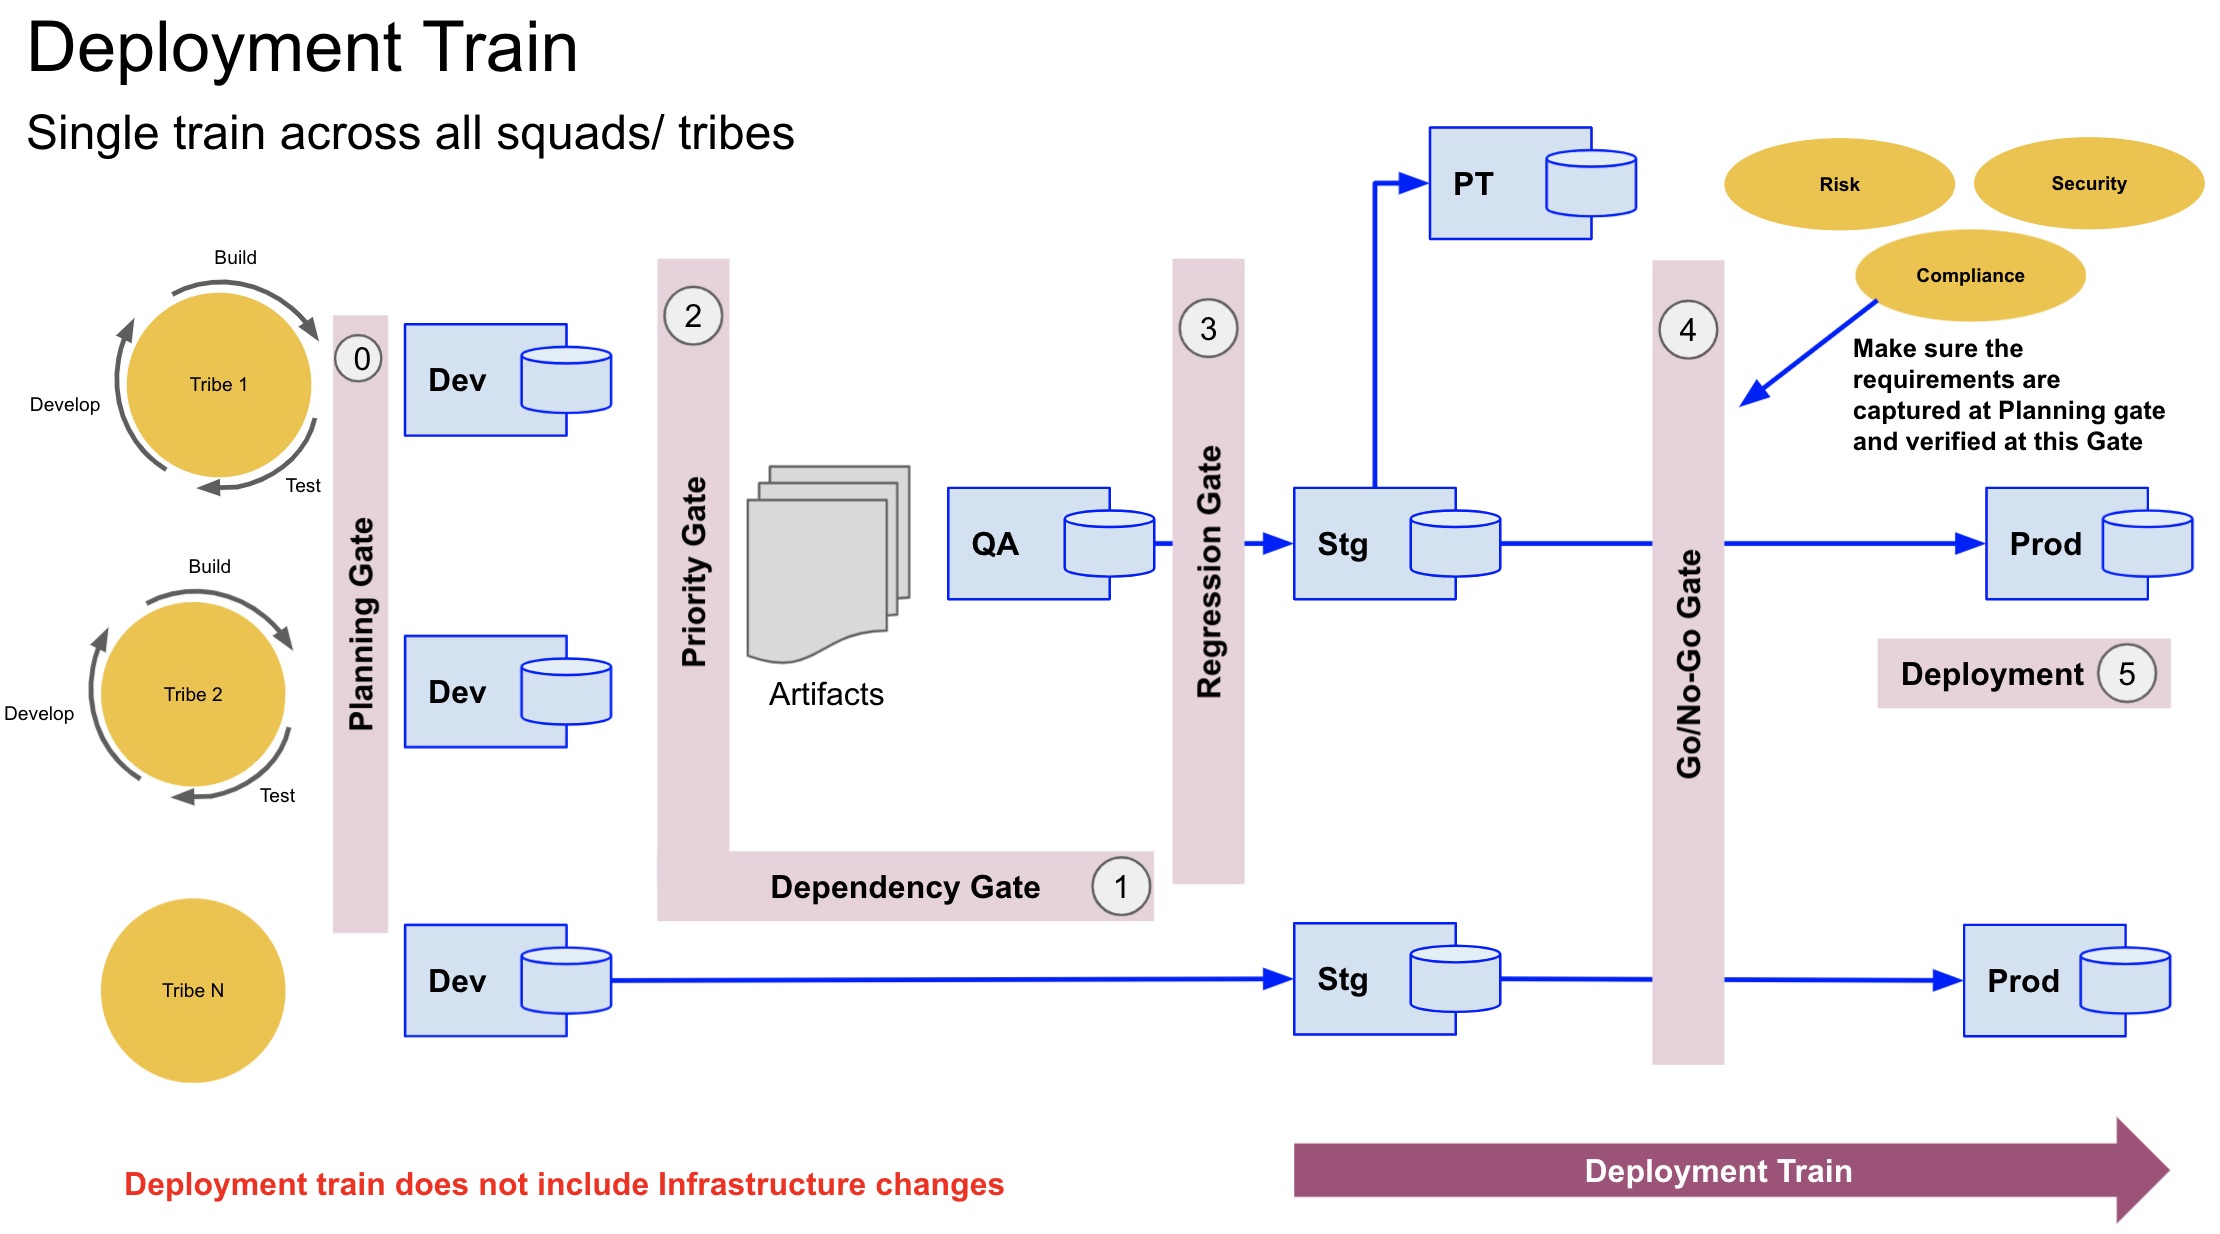 Deployment Train
Single train across all squads/ tribes
Build
Tribe 1
Develop
Test
Build
Tribe 2
Develop
Test
Tribe N
0
Planning Gate
Dev
Dev
Dev
2
Priority Gate
Artifacts
Dependency Gate
1
QA
3
Regression Gate
PT
Stg
Stg
4
Go/No-Go Gate
Risk
Security
Compliance
Make sure the
requirements are
captured at Planning gate
and verified at this Gate
Prod
Deployment
5
Prod
Deployment train does not include Infrastructure changes
Deployment Train